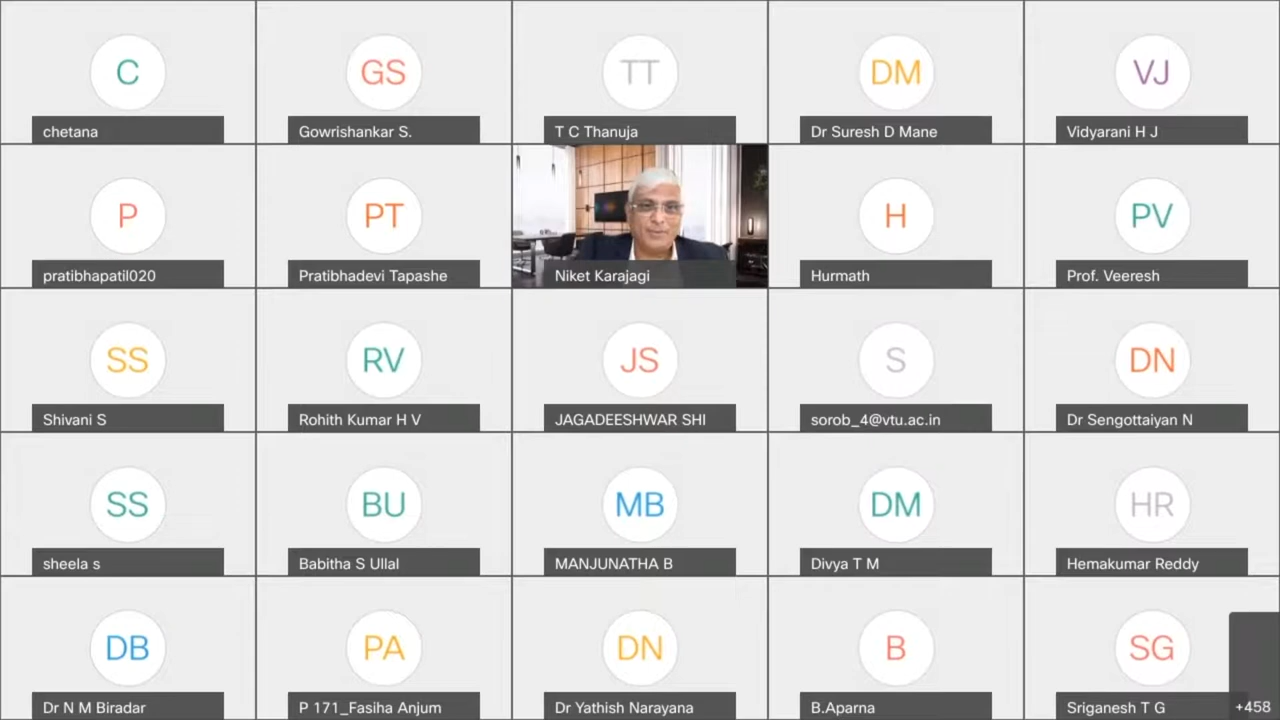 C
GS
TT
DM
VJ
chetana
Gowrishankar S.
T C Thanuja
Dr Suresh D Mane
Vidyarani H J
P
PT
H
PV
pratibhapatil020
Pratibhadevi Tapashe
Niket Karajagi
Hurmath
Prof. Veeresh
SS
RV
JS
S
DN
Shivani S
Rohith Kumar H V
JAGADEESHWAR SHI
sorob_4@vtu.ac.in
Dr Sengottaiyan N
SS
BU
MB
DM
HR
sheela s
Babitha S Ullal
MANJUNATHA B
Divya T M
Hemakumar Reddy
DB
PA
DN
B
SG
Dr N M Biradar
P 171_Fasiha Anjum
Dr Yathish Narayana
B.Aparna
Sriganesh T G
+458